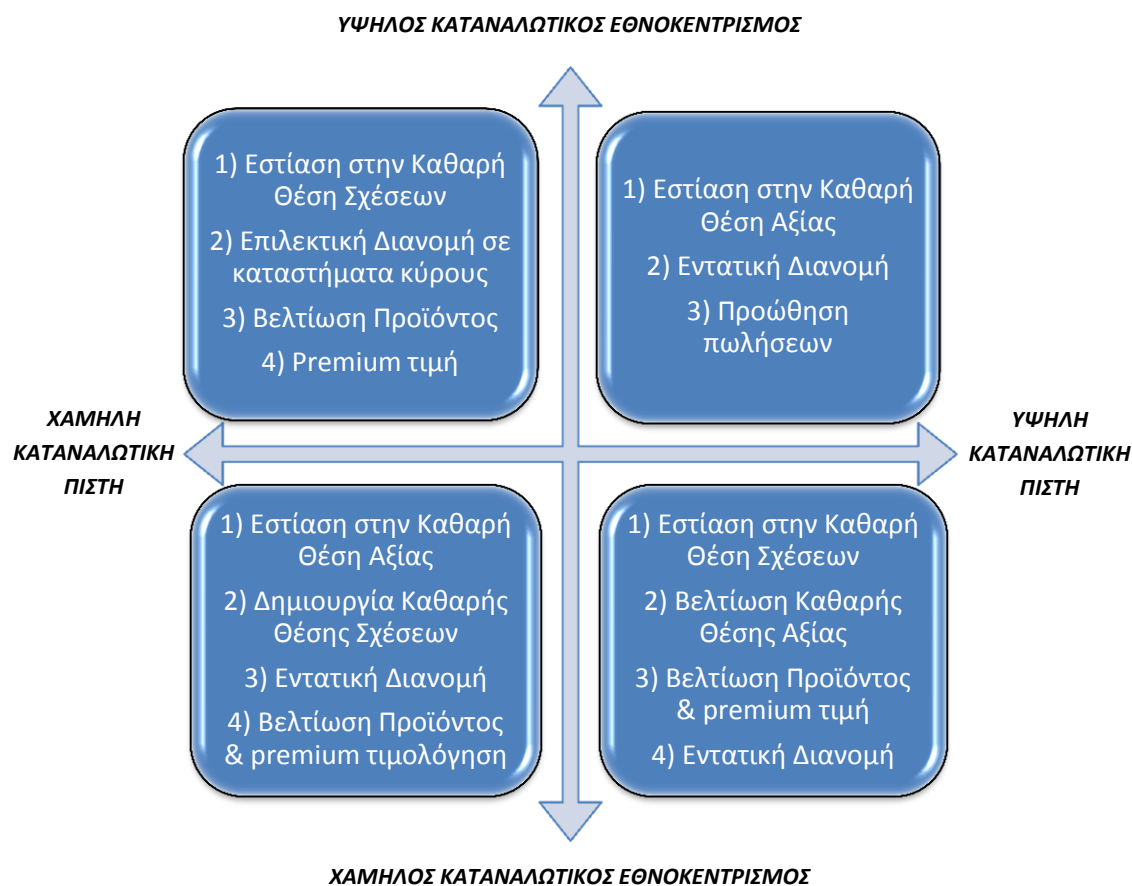 ΥΨΗΛΟΣ ΚΑΤΑΝΑΛΩΤΙΚΟΣ ΕΘΝΟΚΕΝΤΡΙΣΜΟΣ
1) Εστίαση στην Καθαρή
Θέση Σχέσεων
2) Επιλεκτική Διανομή σε
καταστήματα κύρους
3) Βελτίωση Προϊόντος
4) Premium τιμή
1) Εστίαση στην Καθαρή
Θέση Αξίας
2) Εντατική Διανομή
3) Προώθηση
πωλήσεων
ΧΑΜΗΛΗ
ΚΑΤΑΝΑΛΩΤΙΚΗ
ΠΙΣΤΗ
ΥΨΗΛΗ
ΚΑΤΑΝΑΛΩΤΙΚΗ
ΠΙΣΤΗ
1) Εστίαση στην Καθαρή
Θέση Αξίας
2) Δημιουργία Καθαρής
Θέσης Σχέσεων
3) Εντατική Διανομή
4) Βελτίωση Προϊόντος
& premium τιμολόγηση
1) Εστίαση στην Καθαρή
Θέση Σχέσεων
2) Βελτίωση Καθαρής
Θέσης Αξίας
3) Βελτίωση Προϊόντος
& premium τιμή
4) Εντατική Διανομή
ΧΑΜΗΛΟΣ ΚΑΤΑΝΑΛΩΤΙΚΟΣ ΕΘΝΟΚΕΝΤΡΙΣΜΟΣ